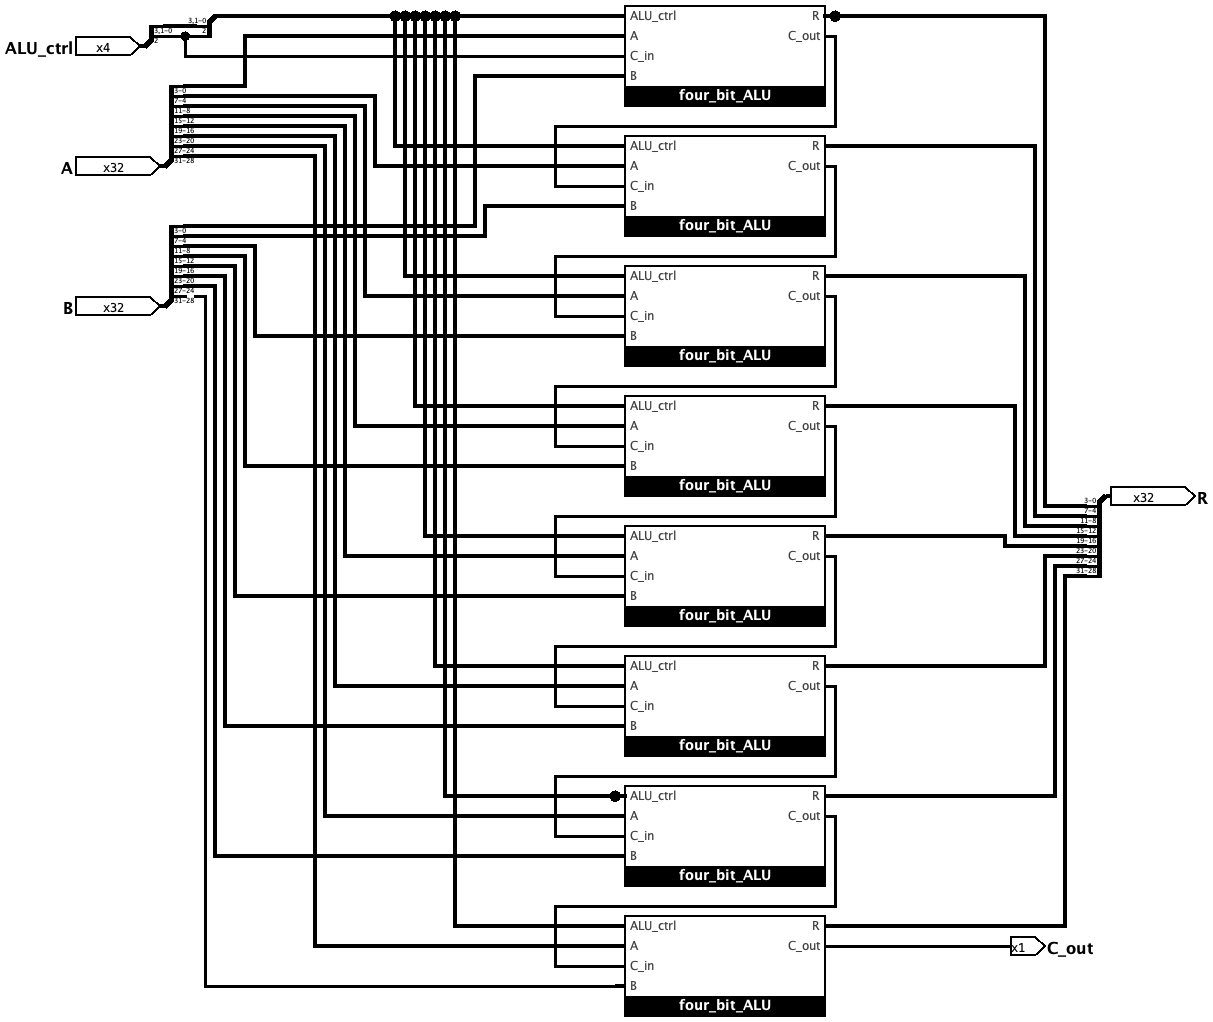 ALU_ctrl
x4
3,1-0
2
3,1-0
2
A
x32
3-0
7-4
11-8
15-12
19-16
23-20
27-24
31-28
B
x32
3-0
7-4
11-8
15-12
19-16
23-20
27-24
31-28
ALU_ctrl R
A C_out
C_in
B
four_bit_ALU
ALU_ctrl R
A C_out
C_in
B
four_bit_ALU
ALU_ctrl R
A C_out
C_in
B
four_bit_ALU
ALU_ctrl R
A C_out
C_in
B
four_bit_ALU
ALU_ctrl R
A C_out
C_in
B
four_bit_ALU
ALU_ctrl R
A C_out
C_in
B
four_bit_ALU
ALU_ctrl R
A C_out
C_in
B
four_bit_ALU
ALU_ctrl R
A C_out
C_in
B
four_bit_ALU
3-0
7-4
11-8
15-12
19-16
23-20
27-24
31-28
x32
R
x1
C_out